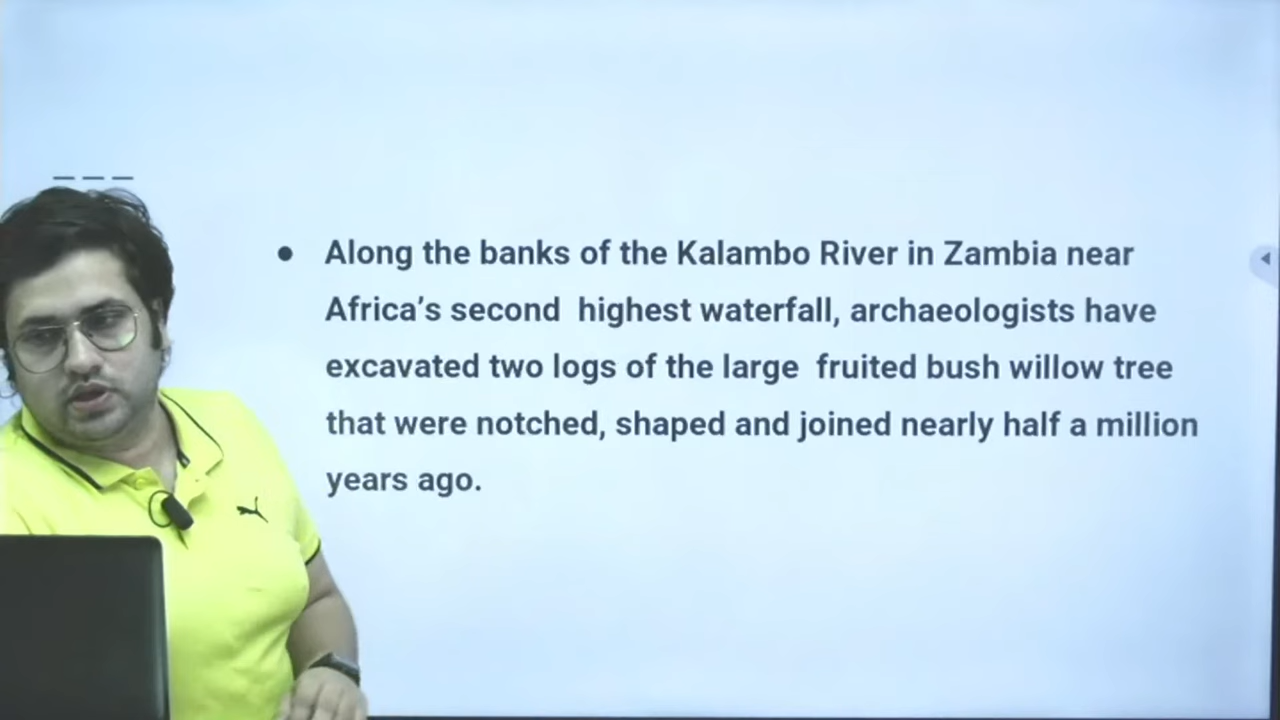 Along the banks of the Kalambo River in Zambia near
Africa’s second highest waterfall, archaeologists have
excavated two logs of the large fruited bush willow tree
that were notched, shaped and joined nearly half a million
years ago.